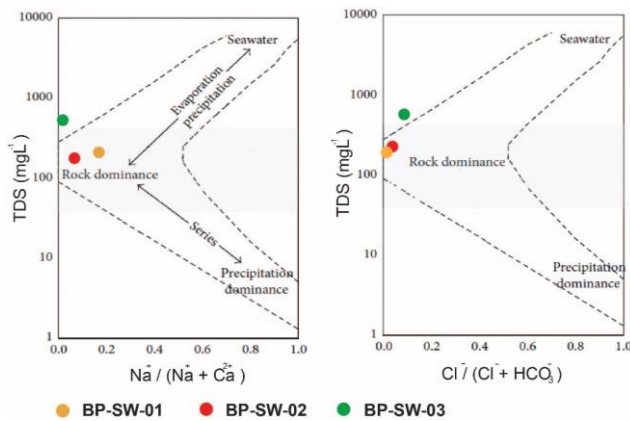 10000
1000
100
10
1
TDS (mgL⁻¹)
Seawater
Evaporation
precipitation
Rock dominance
Series
Precipitation
dominance
0.0 0.2 0.4 0.6 0.8 1.0
Na⁺ / (Na⁺ + Ca²⁺)
10000
1000
100
10
1
TDS (mgL⁻¹)
Seawater
Rock dominance
Precipitation
dominance
0.0 0.2 0.4 0.6 0.8 1.0
Cl⁻ / (Cl⁻ + HCO₃⁻)
BP-SW-01 BP-SW-02 BP-SW-03